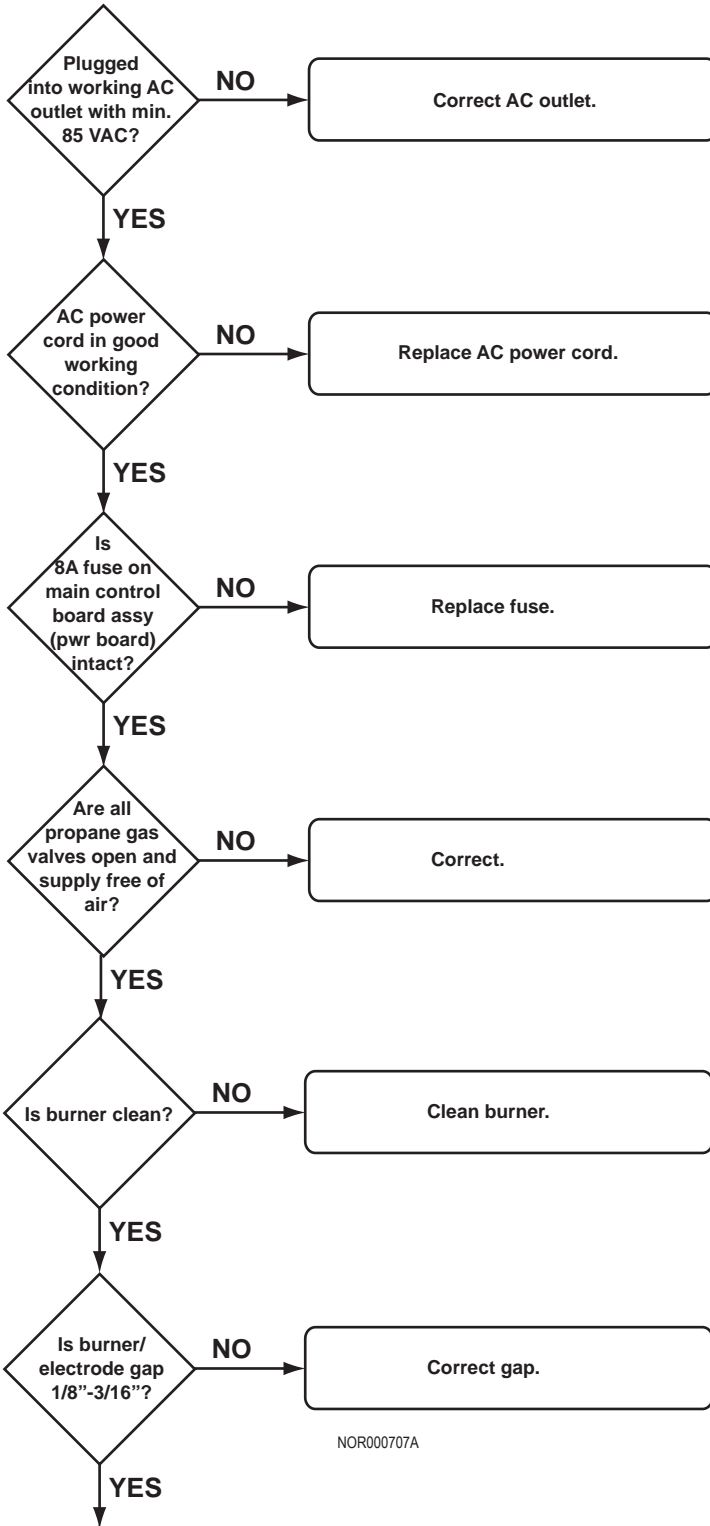 Plugged
into working AC
outlet with min.
85 VAC?
NO
Correct AC outlet.
YES
AC power
cord in good
working
condition?
NO
Replace AC power cord.
YES
Is
8A fuse on
main control
board assy
(pwr board)
intact?
NO
Replace fuse.
YES
Are all
propane gas
valves open and
supply free of
air?
NO
Correct.
YES
Is burner clean?
NO
Clean burner.
YES
Is burner/
electrode gap
1/8”-3/16”?
NO
Correct gap.
NOR000707A
YES